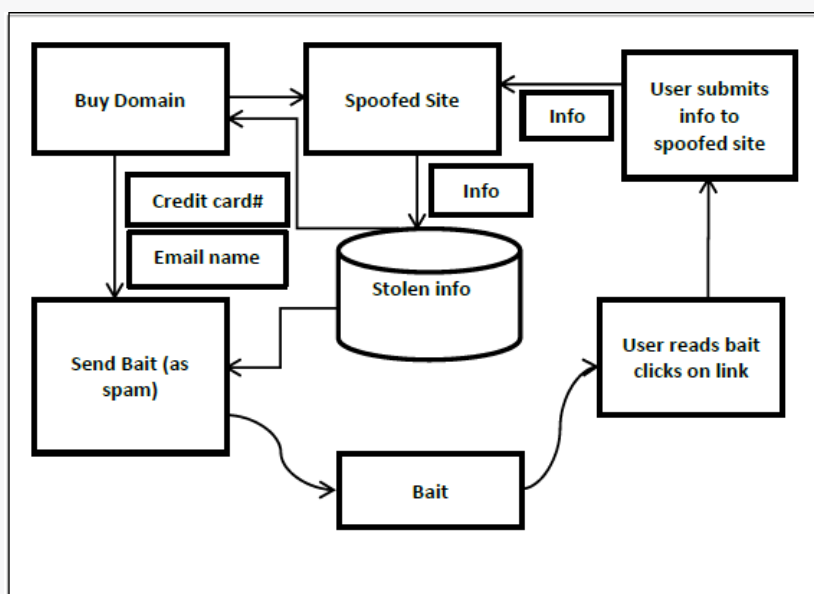 Buy Domain
Spoofed Site
User submits
info to
spoofed site
Info
Info
Credit card#
Email name
Stolen info
Send Bait (as
spam)
User reads bait
clicks on link
Bait